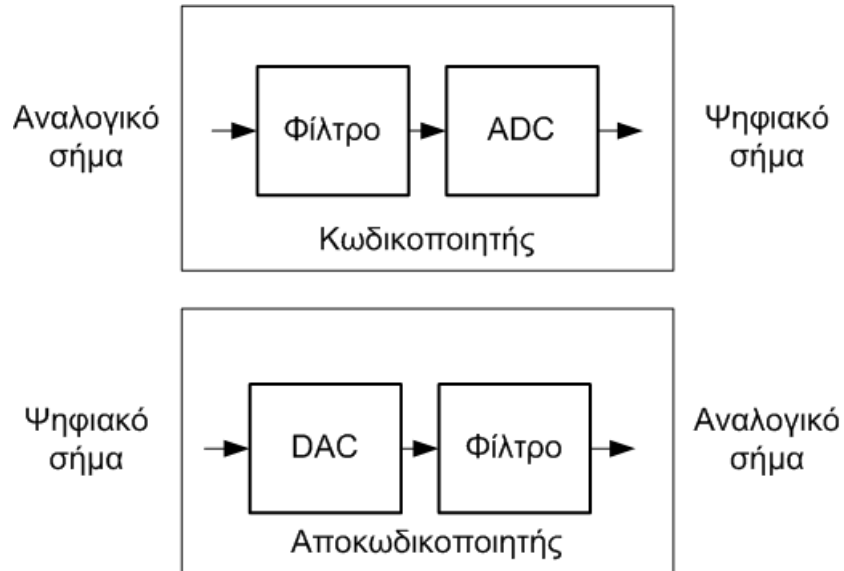 Αναλογικό
σήμα
Φίλτρο
ADC
Ψηφιακό
σήμα
Κωδικοποιητής
Ψηφιακό
σήμα
DAC
Φίλτρο
Αναλογικό
σήμα
Αποκωδικοποιητής